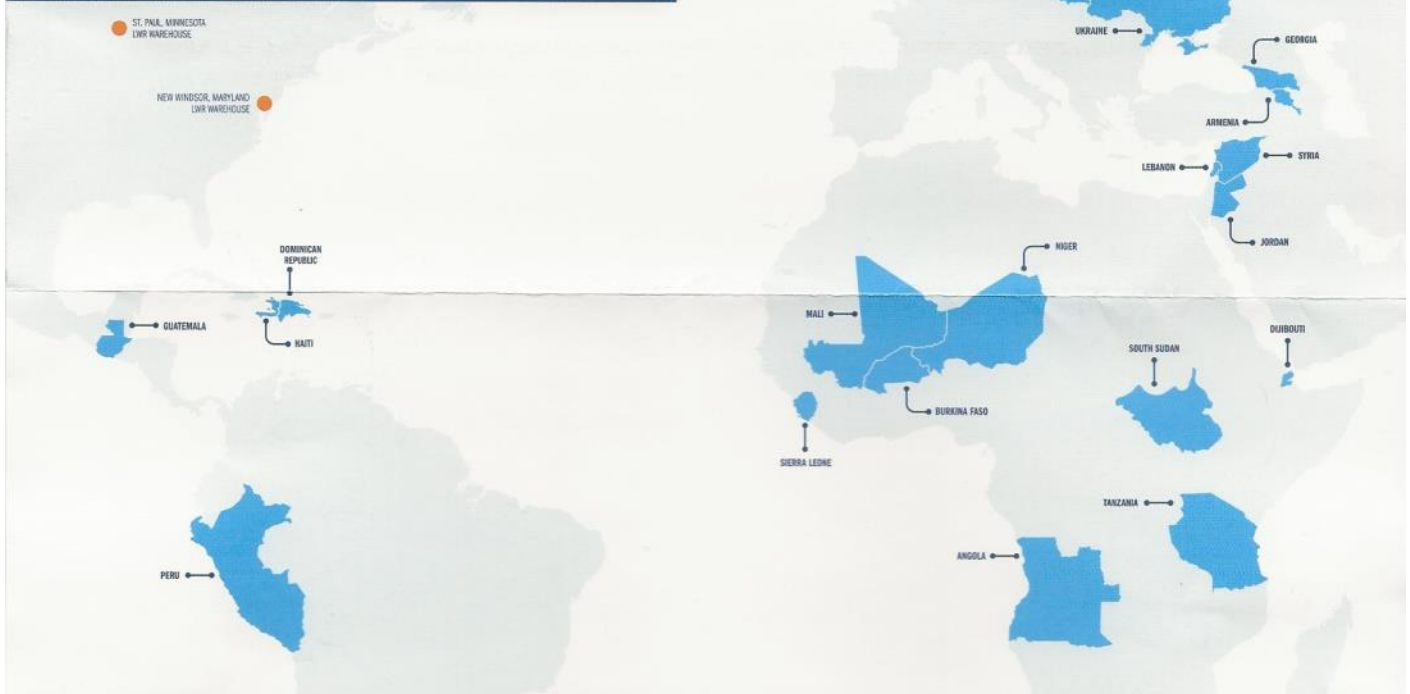 ST. PAUL, MINNESOTA
LWR WAREHOUSE
UKRAINE
GEORGIA
NEW WINDSOR, MARYLAND
LWR WAREHOUSE
ARMENIA
SYRIA
LEBANON
JORDAN
DOMINICAN
REPUBLIC
NIGER
GUATEMALA
HAITI
MALI
DIJIBOUTI
SOUTH SUDAN
BURKINA FASO
SIERRA LEONE
TANZANIA
ANGOLA
PERU